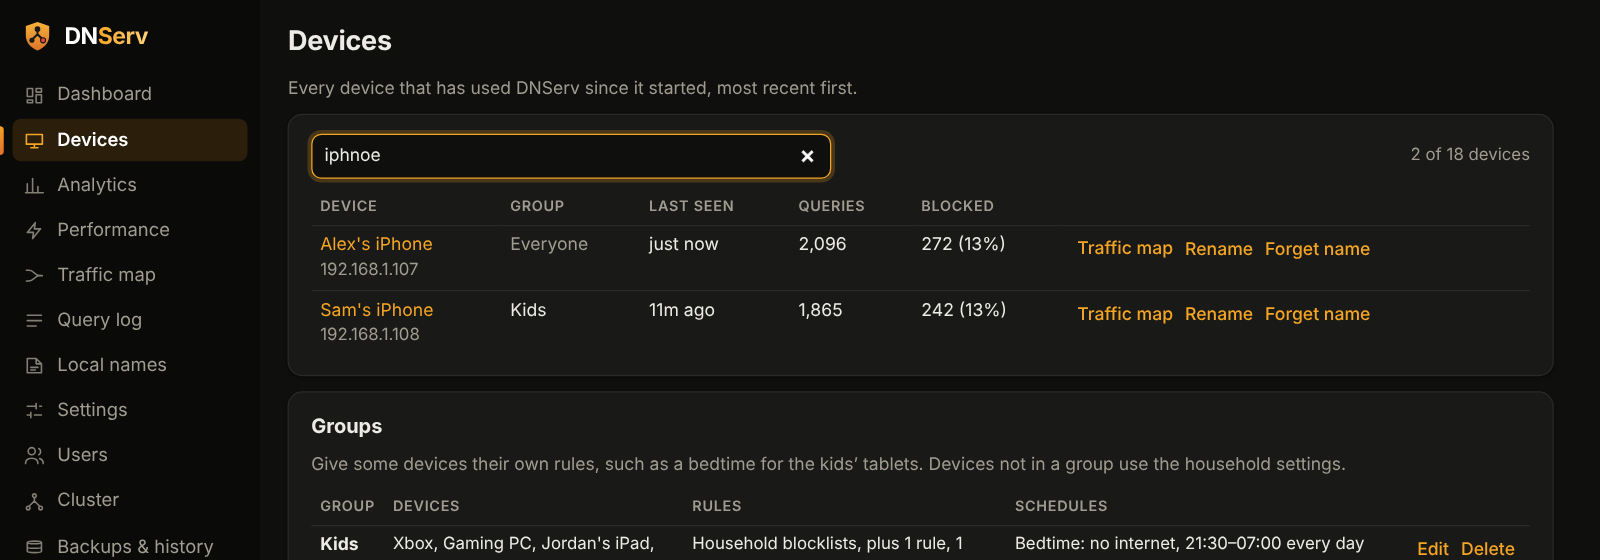 DNServ
Dashboard
Devices
Analytics
Performance
Traffic map
Query log
Local names
Settings
Users
Cluster
Backups & history
Devices
Every device that has used DNServ since it started, most recent first.
iphnoe
2 of 18 devices
DEVICE GROUP LAST SEEN QUERIES BLOCKED
Alex's iPhone Everyone just now 2,096 272 (13%) Traffic map Rename Forget name
192.168.1.107
Sam's iPhone Kids 11m ago 1,865 242 (13%) Traffic map Rename Forget name
192.168.1.108
Groups
Give some devices their own rules, such as a bedtime for the kids’ tablets. Devices not in a group use the household settings.
GROUP DEVICES RULES SCHEDULES
Kids Xbox, Gaming PC, Jordan's iPad, Household blocklists, plus 1 rule, 1 Bedtime: no internet, 21:30–07:00 every day Edit Delete